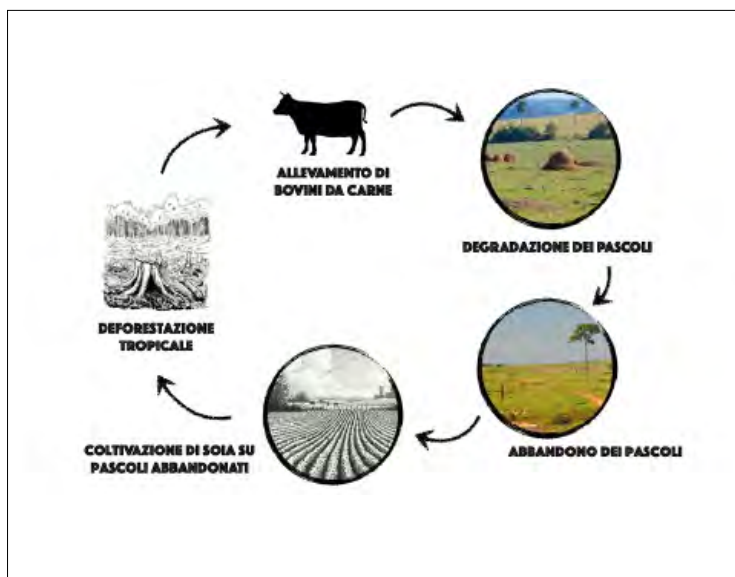 ALLEVAMENTO DI
BOVINI DA CARNE
DEGRADAZIONE DEI PASCOLI
DEFORESTAZIONE
TROPICALE
ABBANDONO DEI PASCOLI
COLTIVAZIONE DI SOIA SU
PASCOLI ABBANDONATI